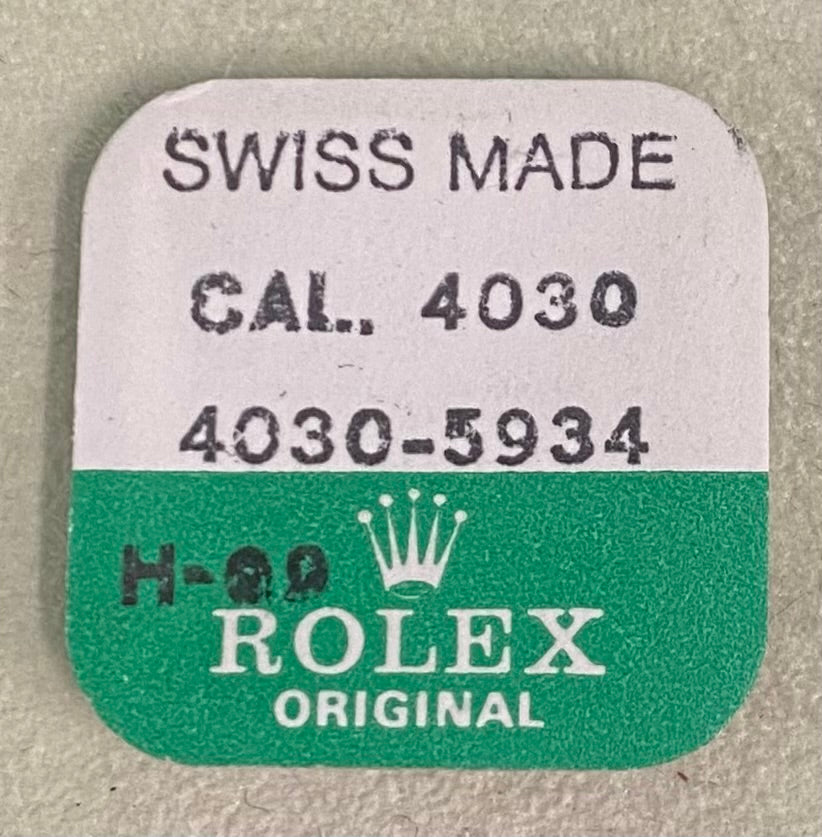 SWISS MADE
CAL. 4030
4030-5934
ROLEX
ORIGINAL